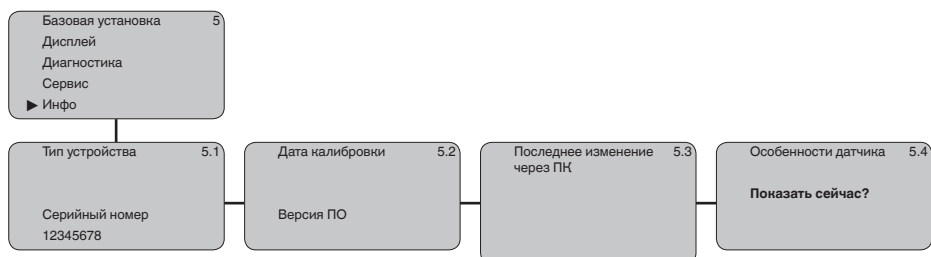 Базовая установка 5
Дисплей
Диагностика
Сервис
▶ Инфо
Тип устройства 5.1
Серийный номер
12345678
Дата калибровки 5.2
Версия ПО
Последнее изменение 5.3
через ПК
Особенности датчика 5.4
Показать сейчас?